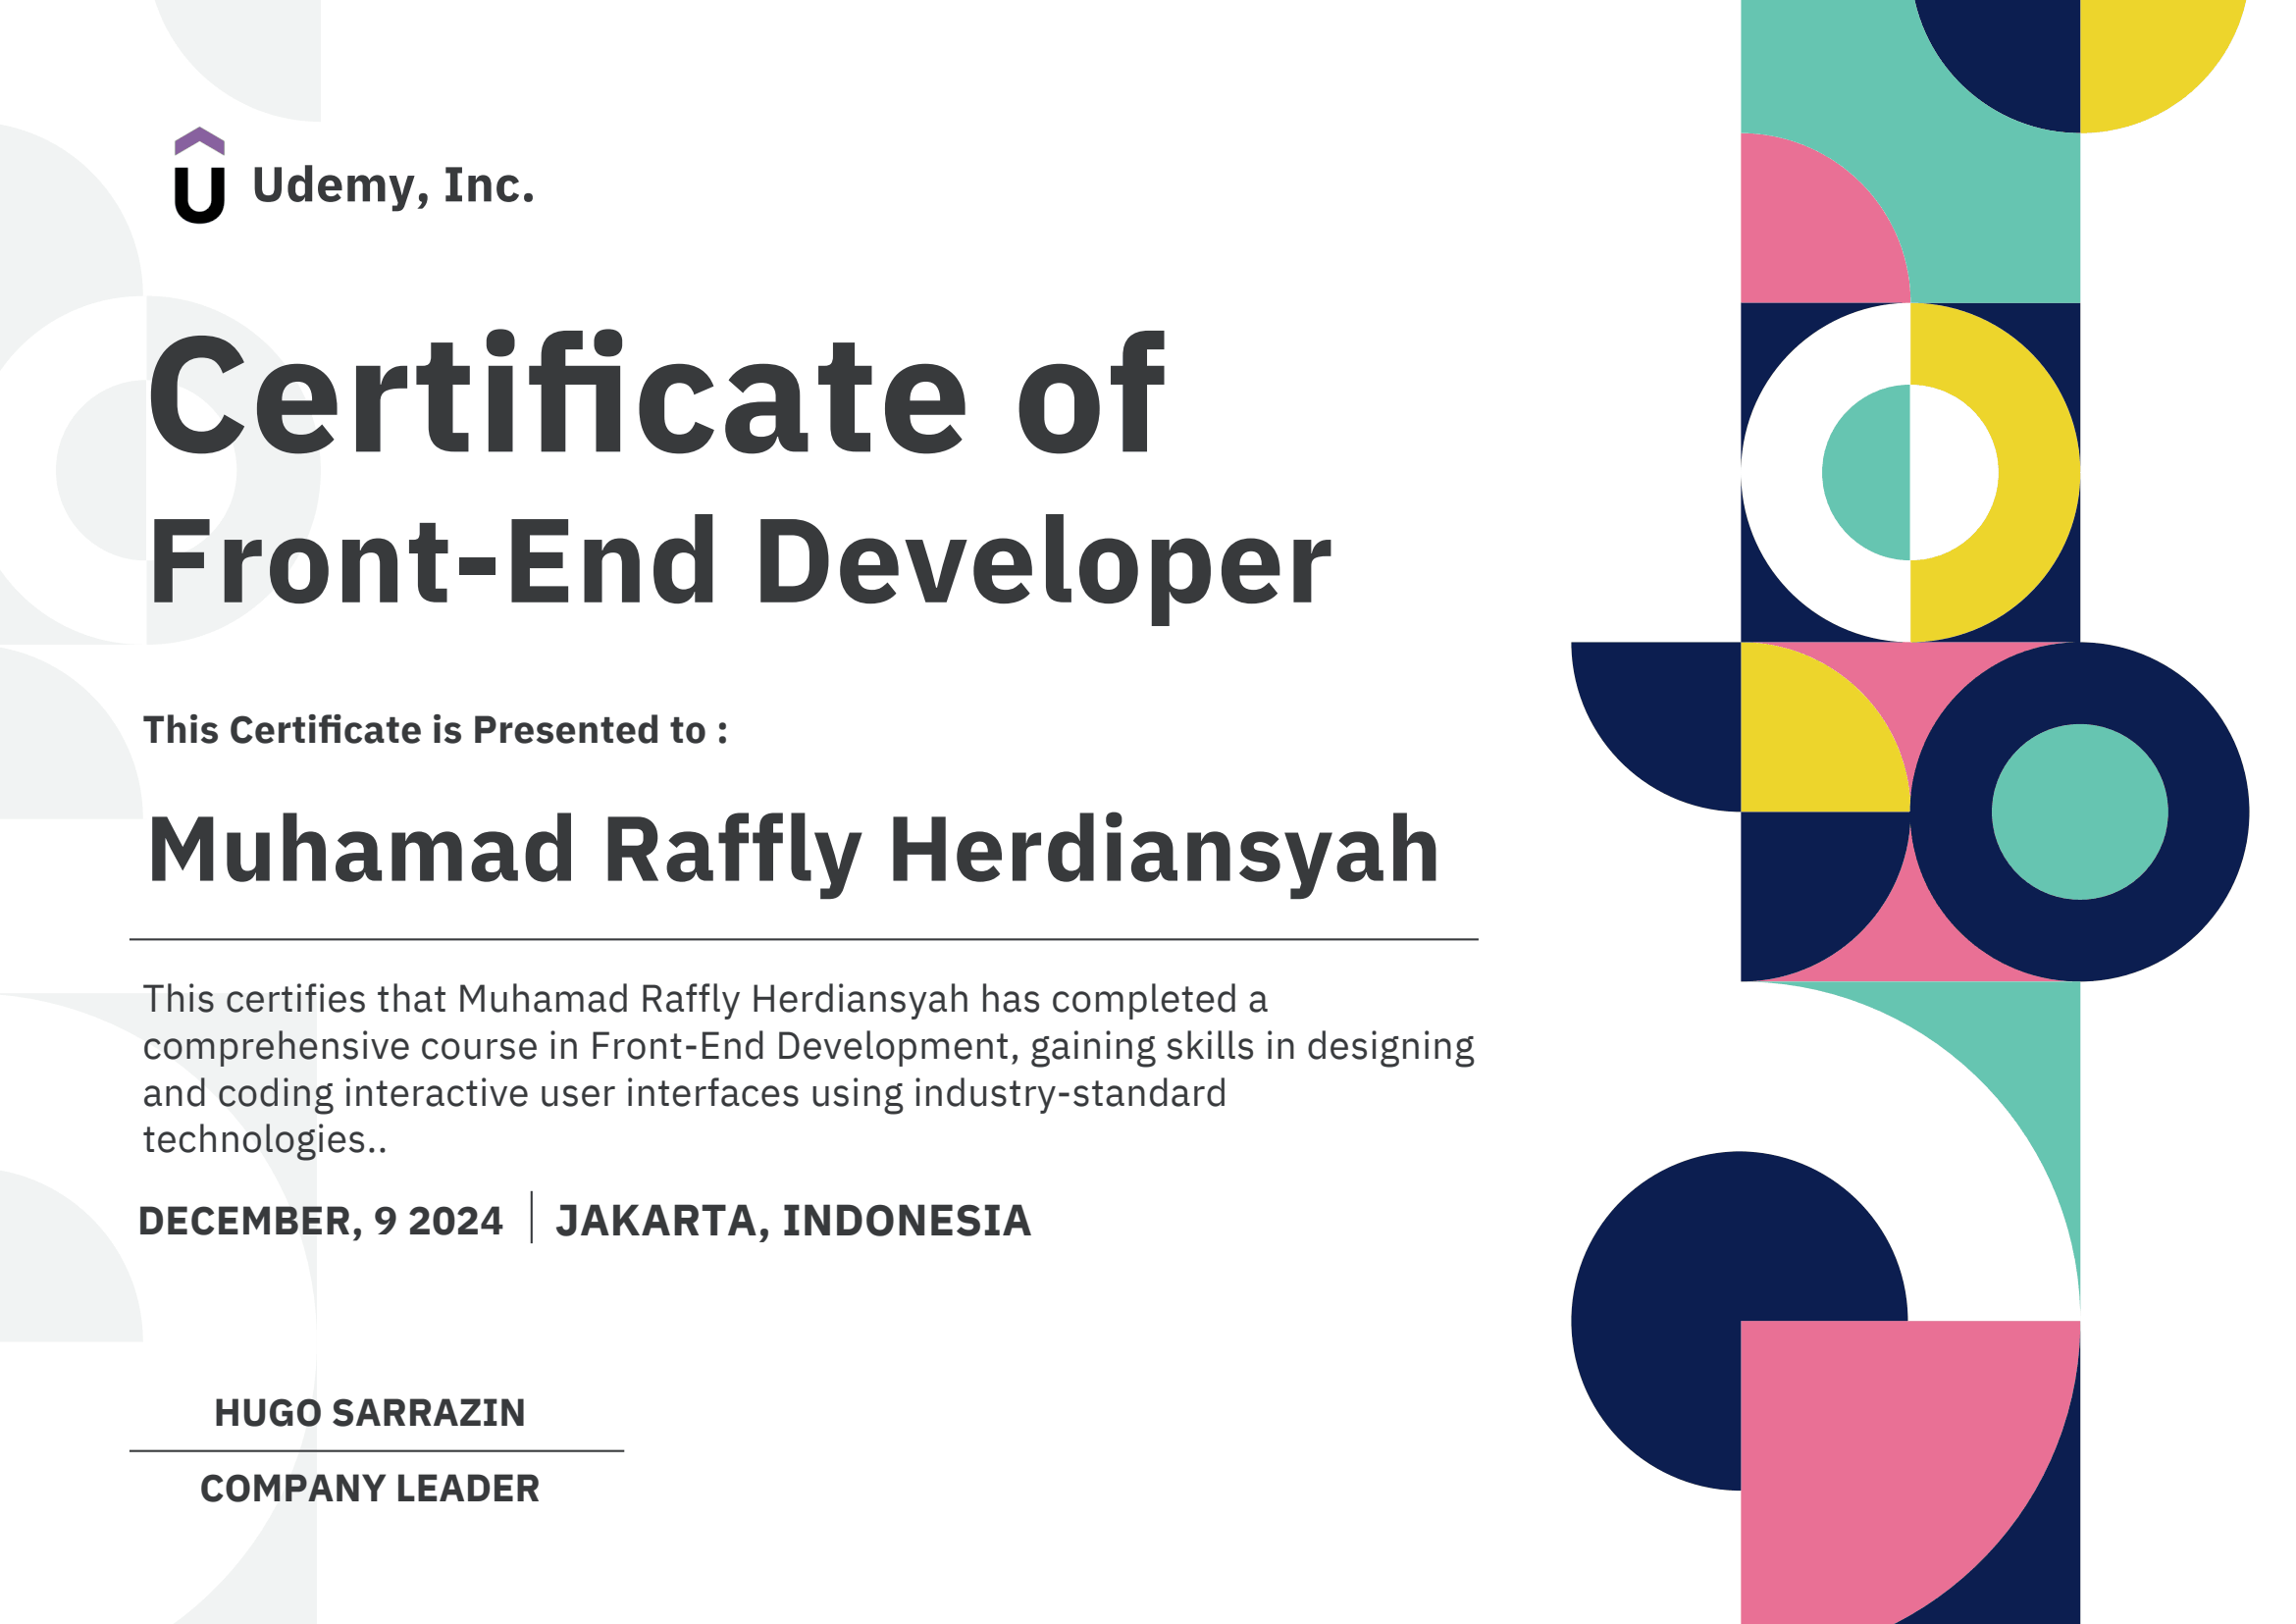 Udemy, Inc.
Certificate of
Front-End Developer
This Certificate is Presented to :
Muhamad Raffly Herdiansyah
This certifies that Muhamad Raffly Herdiansyah has completed a
comprehensive course in Front-End Development, gaining skills in designing
and coding interactive user interfaces using industry-standard
technologies..
DECEMBER, 9 2024 | JAKARTA, INDONESIA
HUGO SARRAZIN
COMPANY LEADER